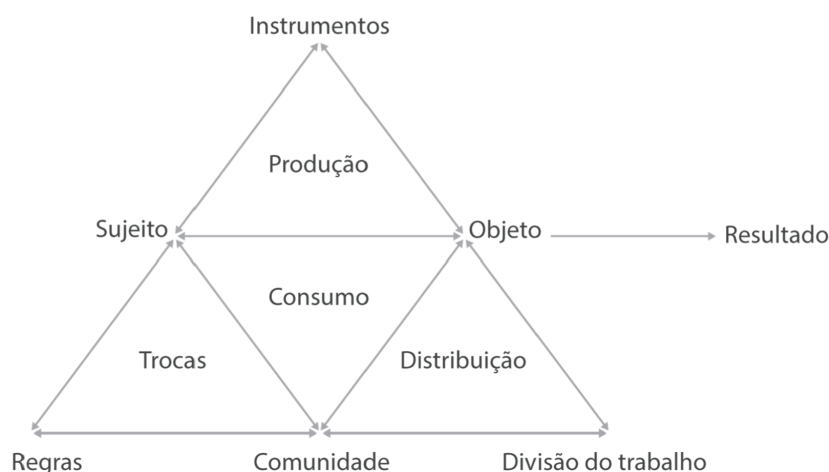 Instrumentos
Produção
Sujeito
Objeto
Resultado
Consumo
Trocas
Distribuição
Regras
Comunidade
Divisão do trabalho